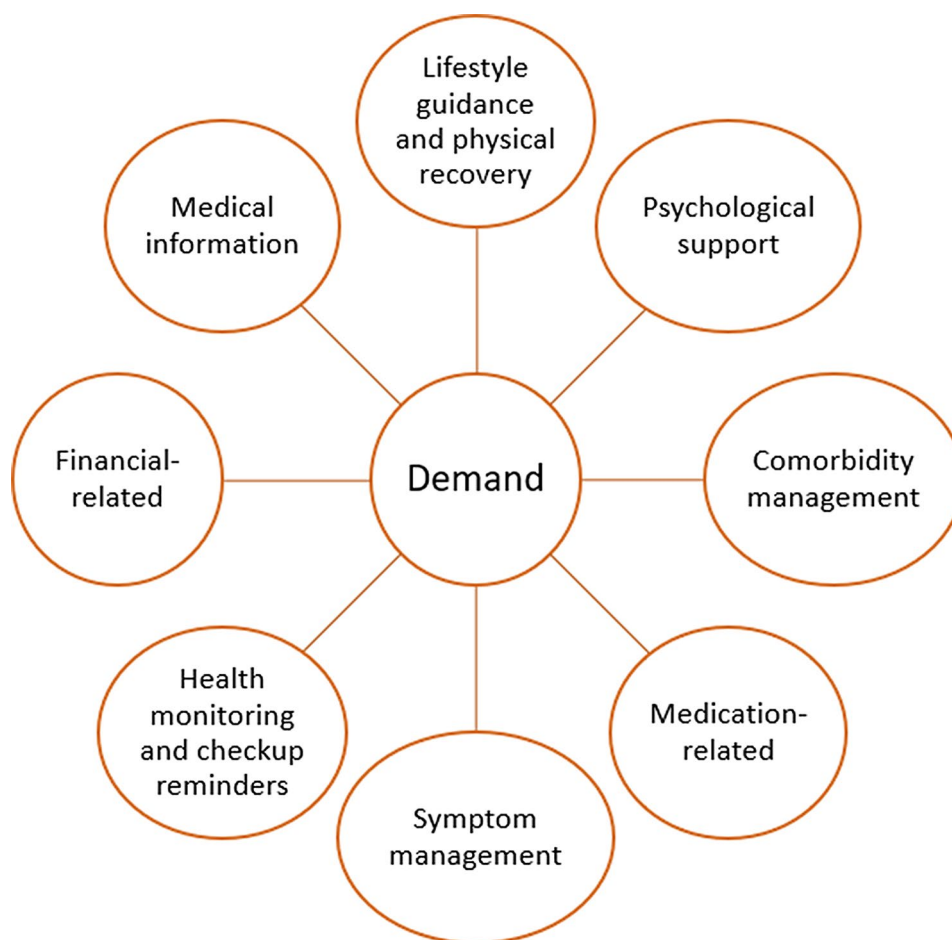 Lifestyle
guidance
and physical
recovery
Psychological
support
Comorbidity
management
Medication-
related
Symptom
management
Health
monitoring
and checkup
reminders
Financial-
related
Medical
information
Demand